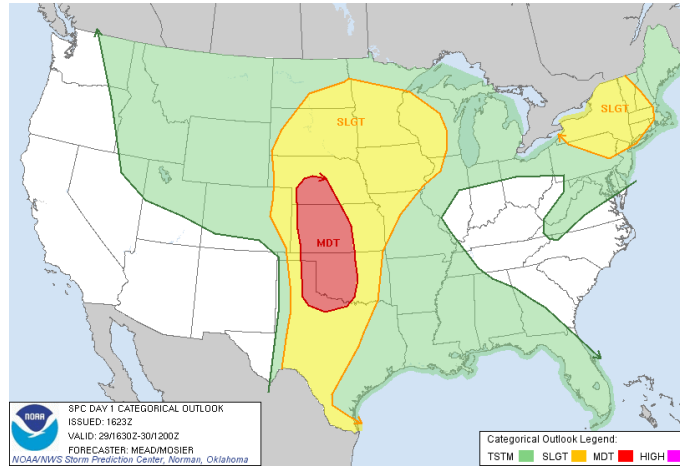 SLGT
SLGT
MDT
NOAA
SPC DAY 1 CATEGORICAL OUTLOOK
ISSUED: 1623Z
VALID: 29/1630Z-30/1200Z
FORECASTER: MEAD/MOSIER
NOAA/NWS Storm Prediction Center, Norman, Oklahoma
Categorical Outlook Legend:
TSTM SLGT MDT HIGH